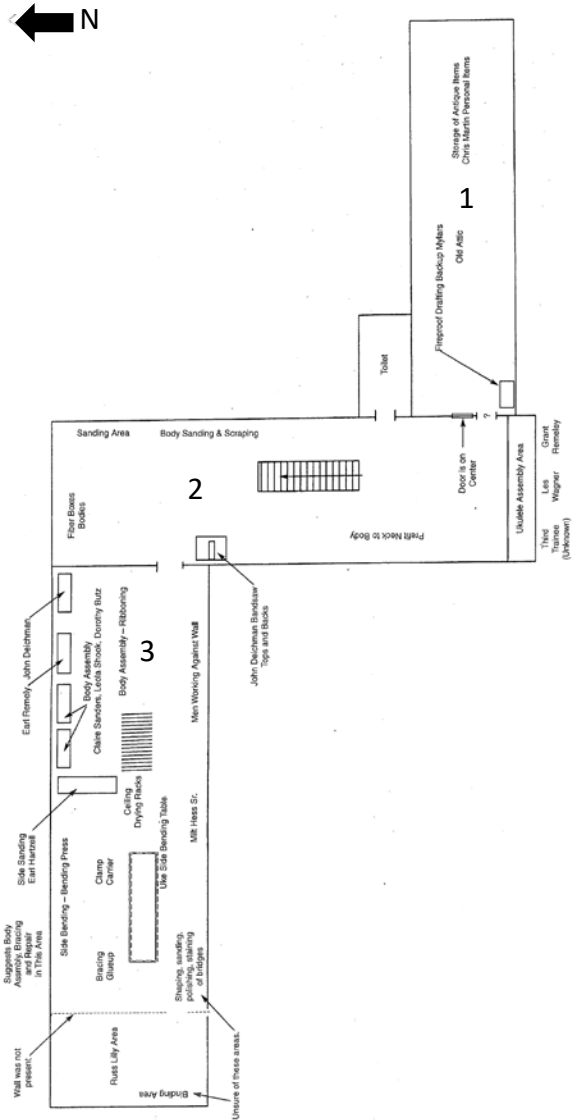 N
Storage of Antique Items
Chris Martin Personal Items
1
Old Attic
Fireproof Drafting Backup Mylars
Toilet
?
Door is on
Center
Sanding Area
Body Sanding & Scraping
2
Fiber Boxes
Bodies
Prefit Neck to Body
Ukulele Assembly Area
Grant
Remeley
Les
Wagner
Third
Trainee
(Unknown)
John Deichman Bandsaw
Tops and Backs
Earl Remely, John Deichman
Body Assembly
Claire Sanders, Leola Shook, Dorothy Butz
Body Assembly – Ribboning
3
Men Working Against Wall
Side Sanding
Earl Hartzell
Ceiling
Drying Racks
Uke Side Bending Table
Milt Hess Sr.
Side Bending – Bending Press
Clamp
Carrier
Bracing
Glueup
Suggests Body
Asembly, Bracing
and Repair
in This Area
Shaping, sanding,
polishing, staining
of bridges
Wall was not
present
Russ Lilly Area
Binding Area
Unsure of these areas.